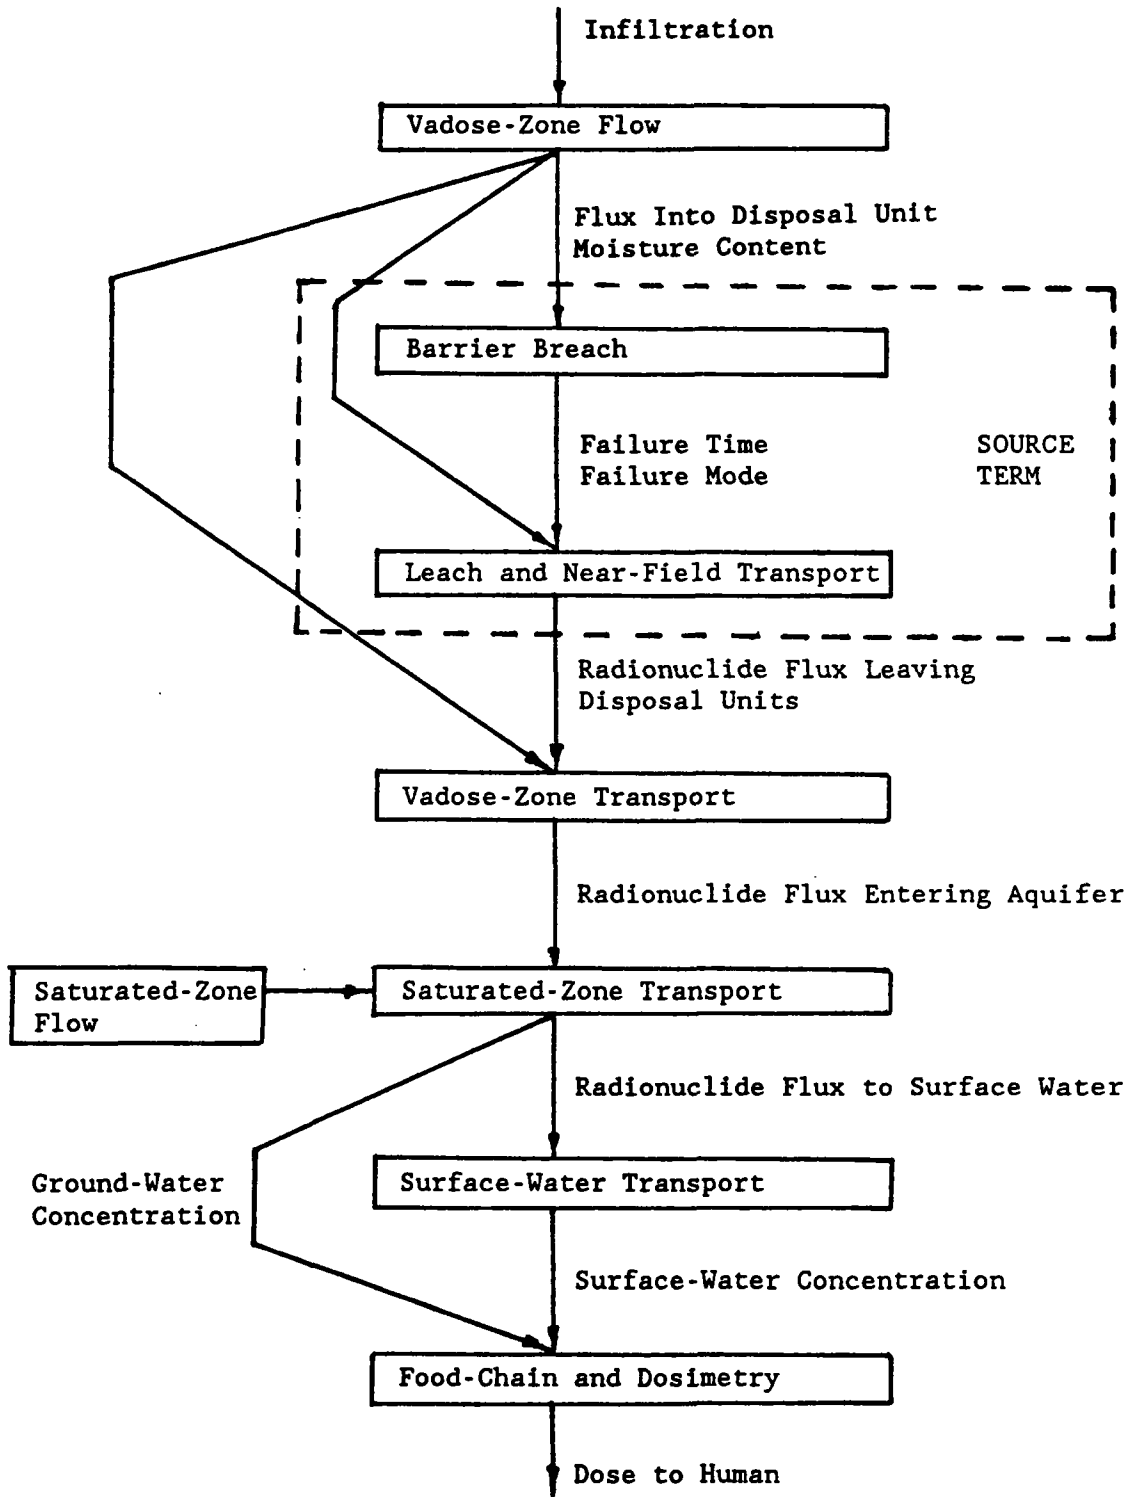 Infiltration
Vadose-Zone Flow
Flux Into Disposal Unit
Moisture Content
Barrier Breach
Failure Time
Failure Mode
SOURCE
TERM
Leach and Near-Field Transport
Radionuclide Flux Leaving
Disposal Units
Vadose-Zone Transport
Radionuclide Flux Entering Aquifer
Saturated-Zone
Flow
Saturated-Zone Transport
Radionuclide Flux to Surface Water
Ground-Water
Concentration
Surface-Water Transport
Surface-Water Concentration
Food-Chain and Dosimetry
Dose to Human